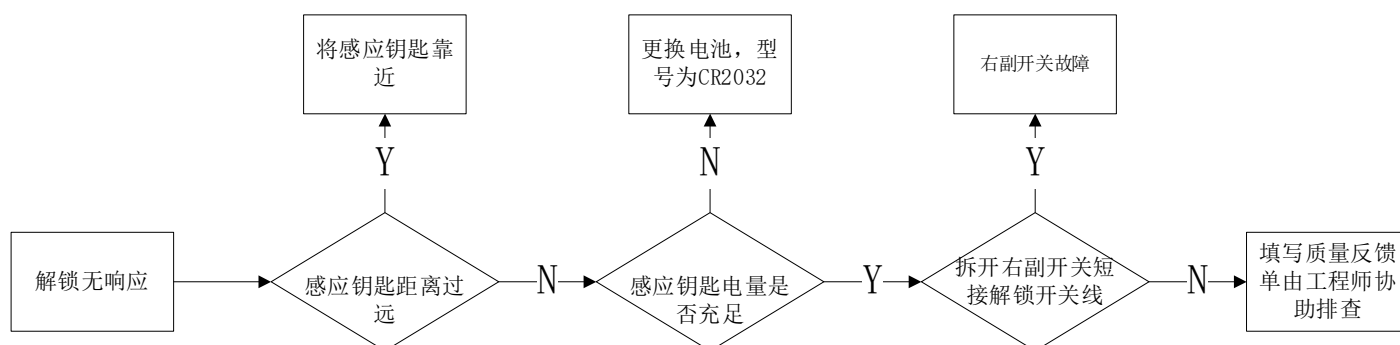 将感应钥匙靠
近
更换电池，型
号为CR2032
右副开关故障
Y
N
Y
解锁无响应
感应钥匙距离过
远
N
感应钥匙电量是
否充足
Y
拆开右副开关短
接解锁开关线
N
填写质量反馈
单由工程师协
助排查